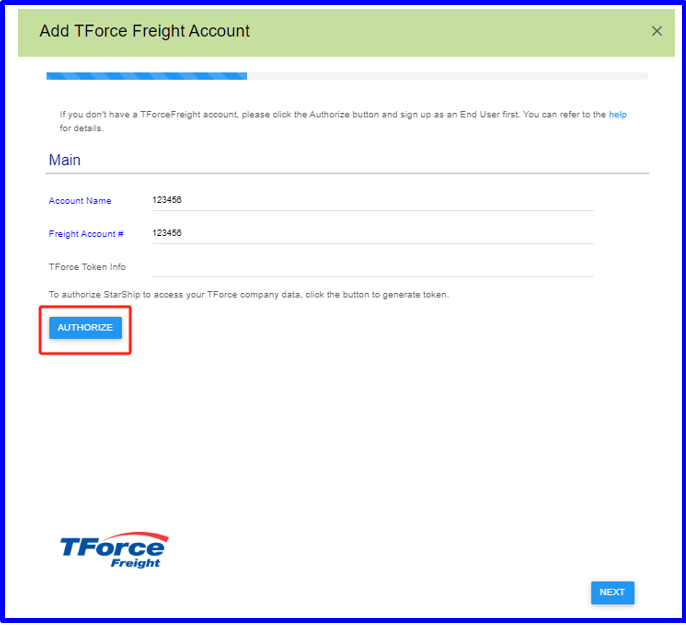 Add TForce Freight Account
If you don't have a TForceFreight account, please click the Authorize button and sign up as an End User first. You can refer to the help
for details.
Main
Account Name 123456
Freight Account # 123456
TForce Token Info
To authorize StarShip to access your TForce company data, click the button to generate token.
AUTHORIZE
TForce
Freight
NEXT